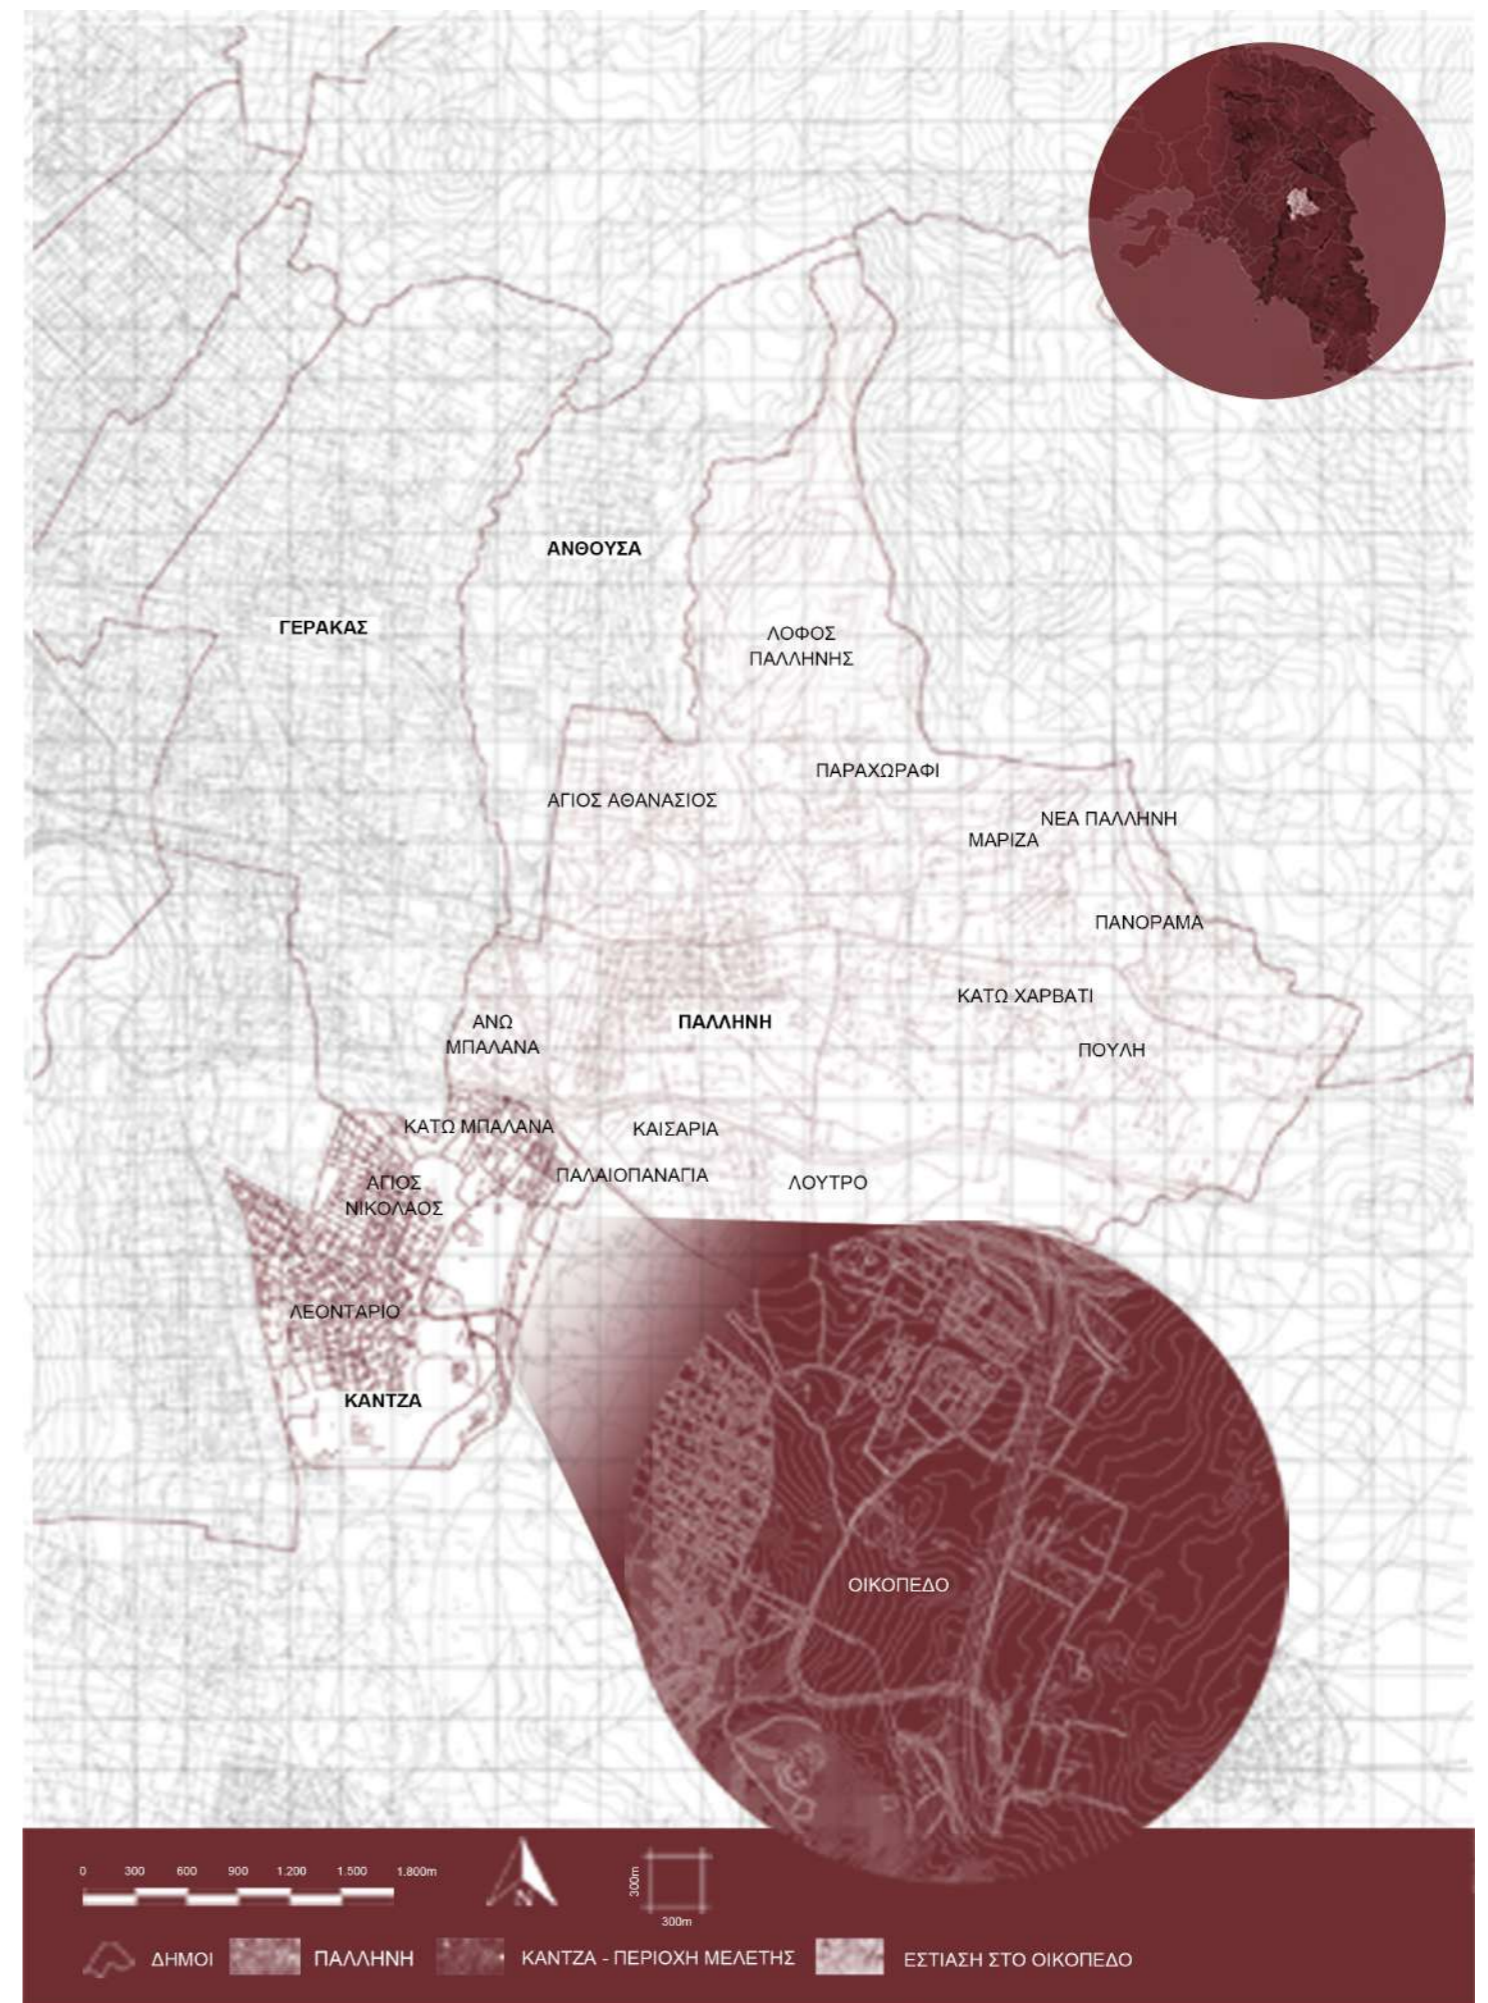 ΑΝΘΟΥΣΑ
ΓΕΡΑΚΑΣ
ΛΟΦΟΣ
ΠΑΛΛΗΝΗΣ
ΠΑΡΑΧΩΡΑΦΙ
ΑΓΙΟΣ ΑΘΑΝΑΣΙΟΣ
ΝΕΑ ΠΑΛΛΗΝΗ
ΜΑΡΙΖΑ
ΠΑΝΟΡΑΜΑ
ΚΑΤΩ ΧΑΡΒΑΤΙ
ΑΝΩ
ΜΠΑΛΑΝΑ
ΠΑΛΛΗΝΗ
ΠΟΥΛΗ
ΚΑΤΩ ΜΠΑΛΑΝΑ
ΚΑΙΣΑΡΙΑ
ΠΑΛΑΙΟΠΑΝΑΓΙΑ
ΛΟΥΤΡΟ
ΑΓΙΟΣ
ΝΙΚΟΛΑΟΣ
ΛΕΟΝΤΑΡΙΟ
ΚΑΝΤΖΑ
ΟΙΚΟΠΕΔΟ
0 300 600 900 1.200 1.500 1.800m
N
300m
300m
ΔΗΜΟΙ ΠΑΛΛΗΝΗ ΚΑΝΤΖΑ - ΠΕΡΙΟΧΗ ΜΕΛΕΤΗΣ ΕΣΤΙΑΣΗ ΣΤΟ ΟΙΚΟΠΕΔΟ